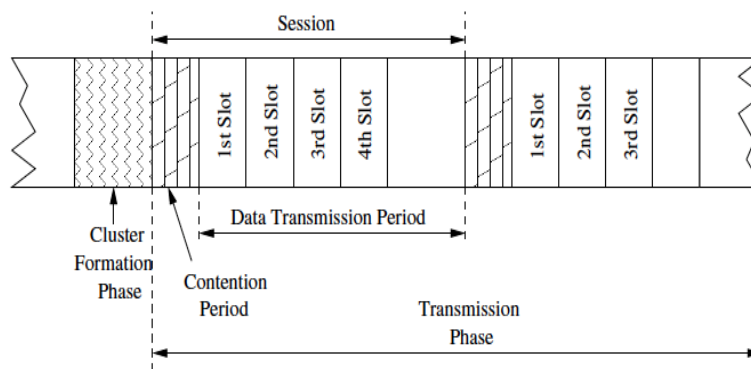 Session
1st Slot
2nd Slot
3rd Slot
4th Slot
1st Slot
2nd Slot
3rd Slot
Data Transmission Period
Cluster
Formation
Phase
Contention
Period
Transmission
Phase